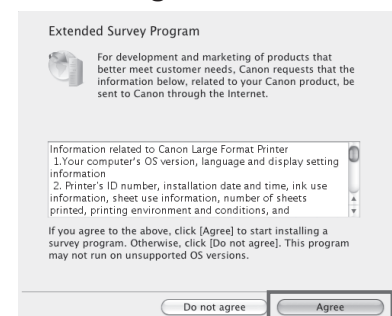 Extended Survey Program
For development and marketing of products that
better meet customer needs, Canon requests that the
information below, related to your Canon product, be
sent to Canon through the Internet.
Information related to Canon Large Format Printer
1.Your computer's OS version, language and display setting
information
2. Printer's ID number, installation date and time, ink use
information, sheet use information, number of sheets
printed, printing environment and conditions, and
If you agree to the above, click [Agree] to start installing a
survey program. Otherwise, click [Do not agree]. This program
may not run on unsupported OS versions.
Do not agree
Agree